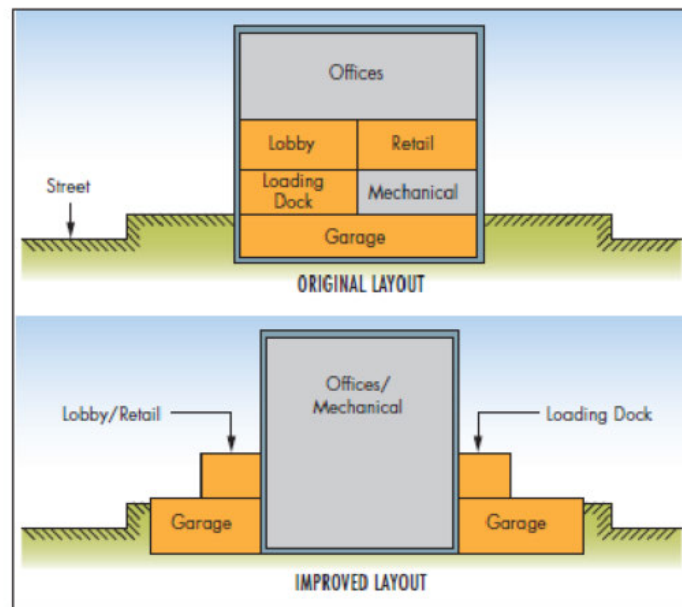 Offices
Lobby Retail
Street
Loading
Dock
Mechanical
Garage
ORIGINAL LAYOUT
Offices/
Mechanical
Lobby/Retail
Loading Dock
Garage
Garage
IMPROVED LAYOUT